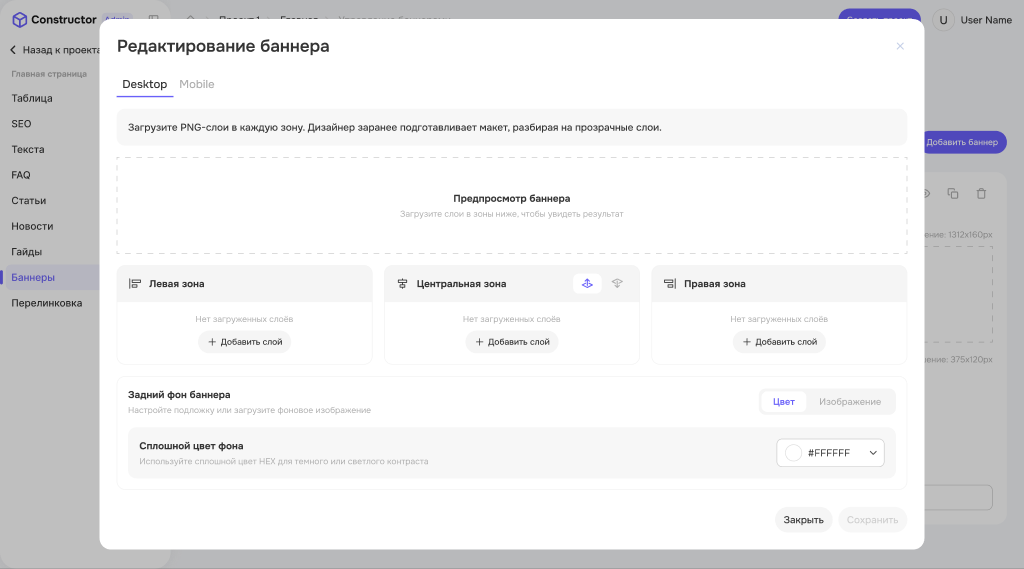 Constructor Admin
User Name
U
Назад к проекта
Главная страница
Таблица
SEO
Текста
FAQ
Статьи
Новости
Гайды
Баннеры
Перелинковка
Добавить баннер
1312x160px
375x120px
Редактирование баннера
Desktop Mobile
Загрузите PNG-слои в каждую зону. Дизайнер заранее подготавливает макет, разбирая на прозрачные слои.
Предпросмотр баннера
Загрузите слои в зоны ниже, чтобы увидеть результат
Левая зона
Нет загруженных слоёв
Добавить слой
Центральная зона
Нет загруженных слоёв
Добавить слой
Правая зона
Нет загруженных слоёв
Добавить слой
Задний фон баннера
Настройте подложку или загрузите фоновое изображение
Цвет Изображение
Сплошной цвет фона
Используйте сплошной цвет HEX для темного или светлого контраста
#FFFFFF
Закрыть Сохранить